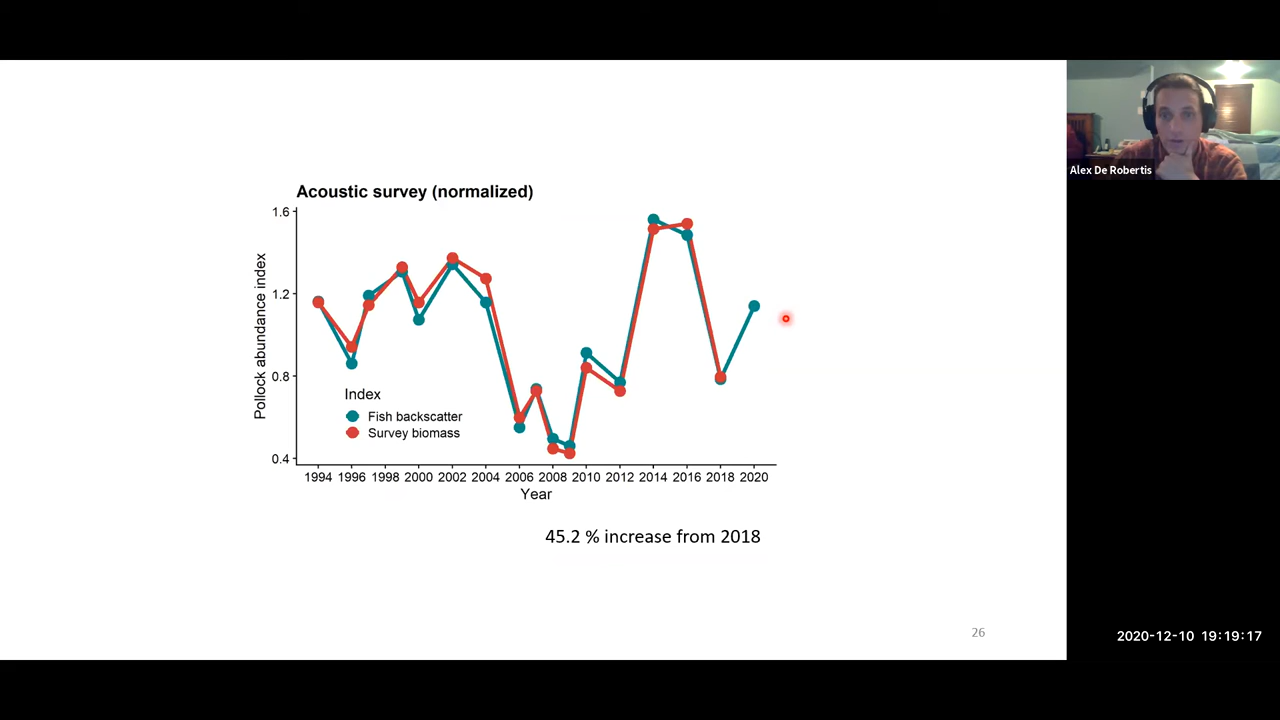 Acoustic survey (normalized)
1.6
1.2
0.8
0.4
Pollock abundance index
Index
Fish backscatter
Survey biomass
1994 1996 1998 2000 2002 2004 2006 2008 2010 2012 2014 2016 2018 2020
Year
45.2 % increase from 2018
26
Alex De Robertis
2020-12-10 19:19:17